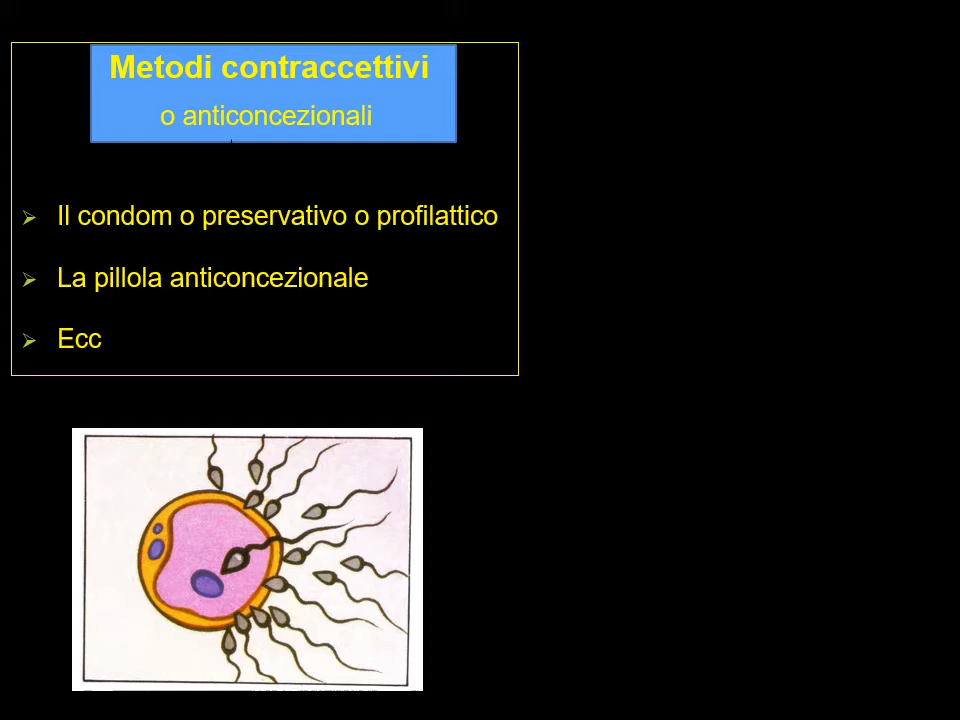 Metodi contraccettivi
o anticoncezionali
Il condom o preservativo o profilattico
La pillola anticoncezionale
Ecc